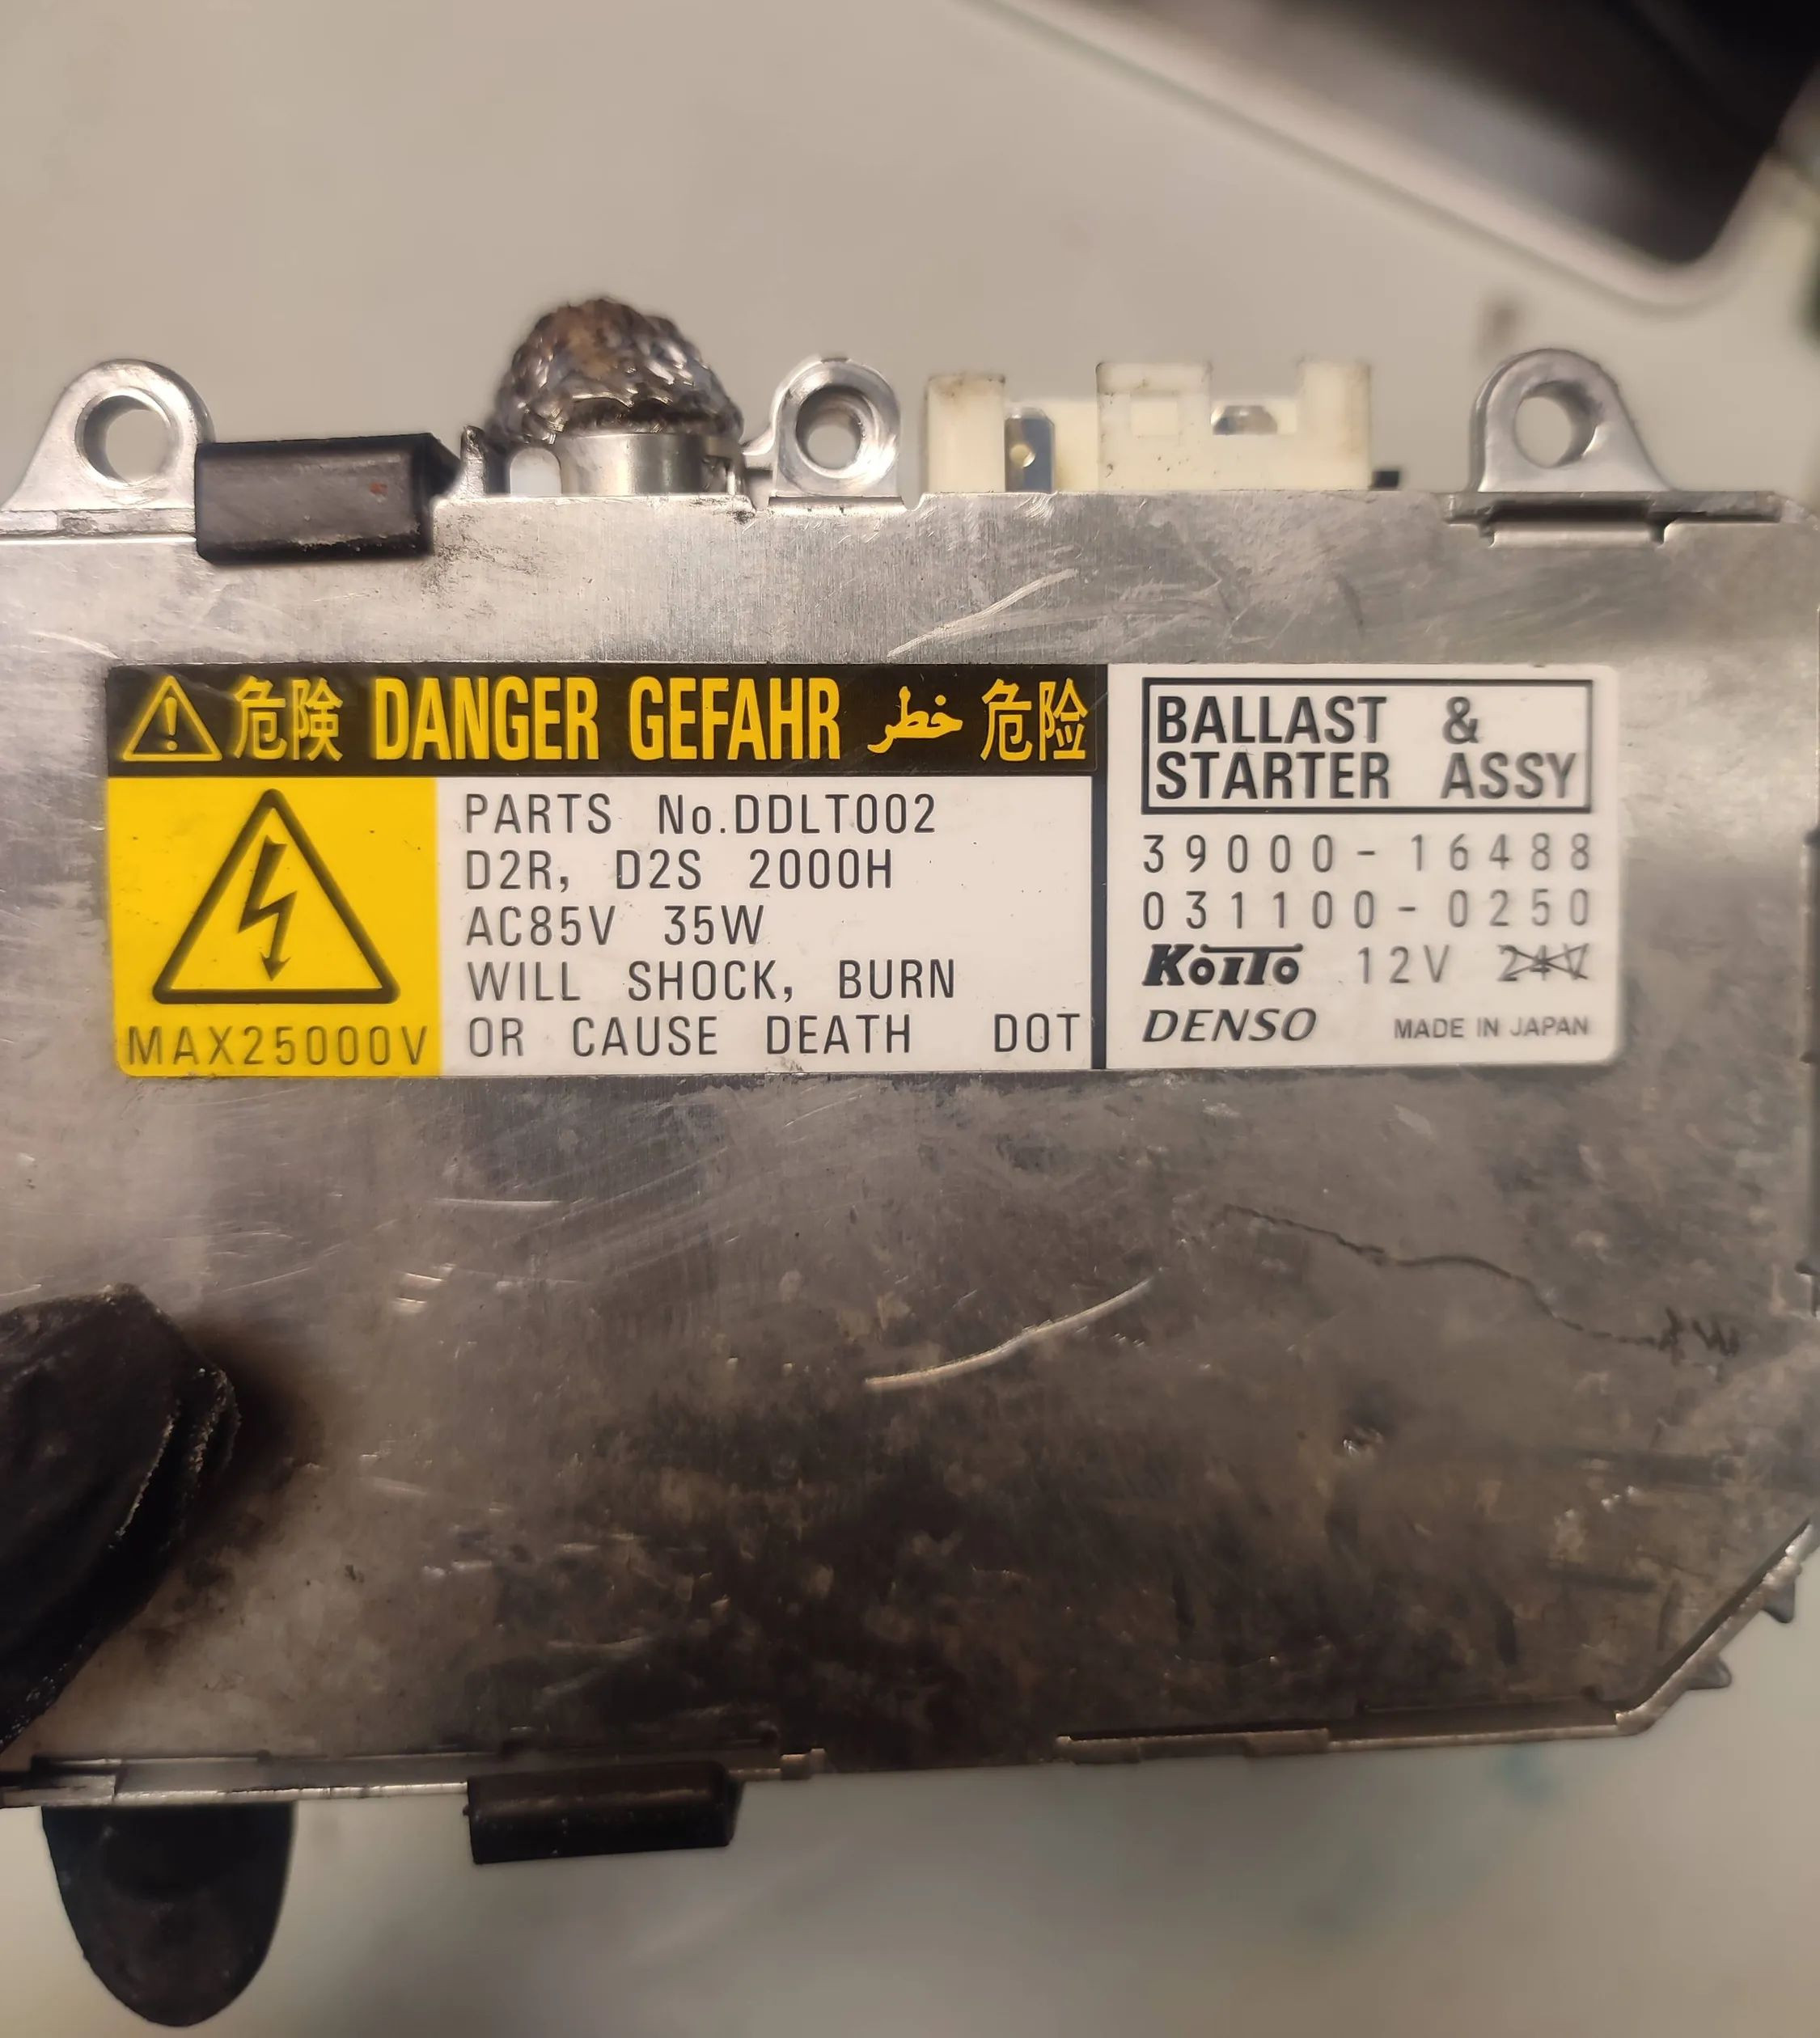 危険 DANGER GEFAHR خطر 危险
MAX25000V
PARTS No.DDLT002
D2R, D2S 2000H
AC85V 35W
WILL SHOCK, BURN
OR CAUSE DEATH DOT
BALLAST &
STARTER ASSY
39000-16488
031100-0250
KOITO 12V 24V
DENSO MADE IN JAPAN